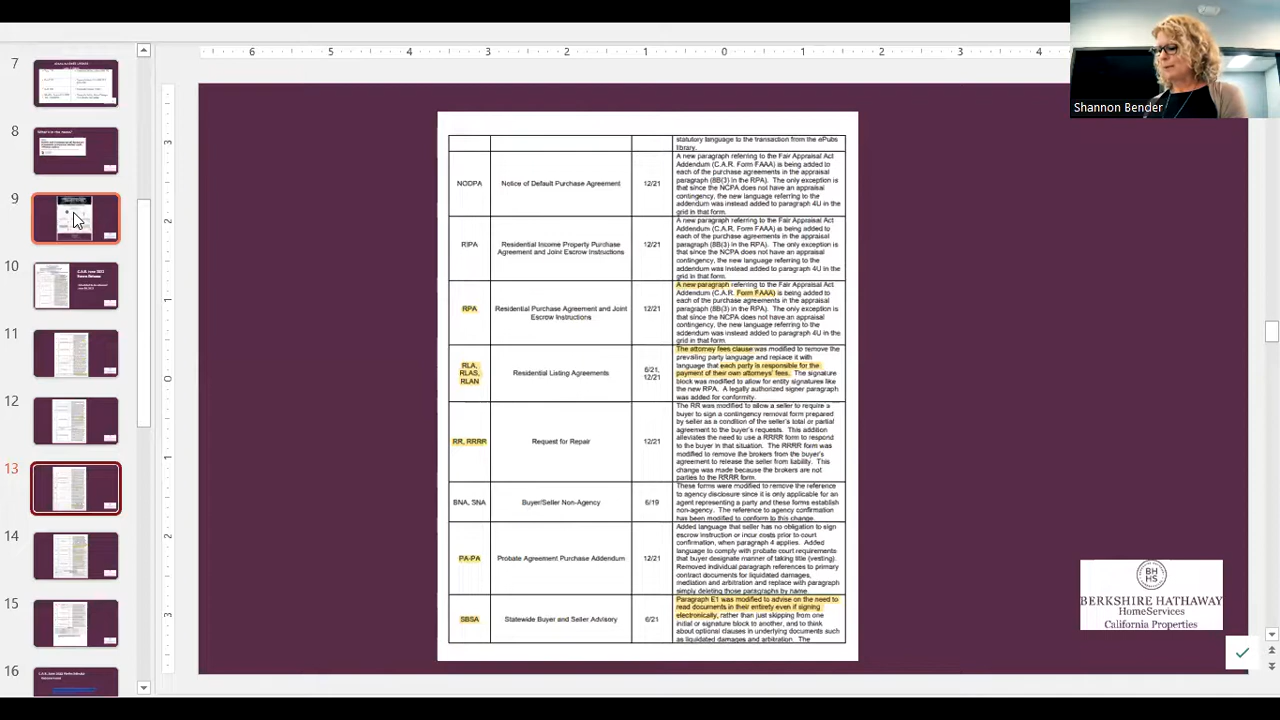 7
8
What's in the news?
10
11
12
13
14
15
16
6 5 4 3 2 1 0 1 2 3 4
3
2
1
0
1
2
3
Shannon Bender
statutory language to the transaction from the ePubs
library.
NODPA
Notice of Default Purchase Agreement
12/21
A new paragraph referring to the Fair Appraisal Act
Addendum (C.A.R. Form FAAA) is being added to
each of the purchase agreements in the appraisal
paragraph (8B(3) in the RPA). The only exception is
that since the NCPA does not have an appraisal
contingency, the new language referring to the
addendum was instead added to paragraph 4U in the
grid in that form.
RIPA
Residential Income Property Purchase
Agreement and Joint Escrow Instructions
12/21
A new paragraph referring to the Fair Appraisal Act
Addendum (C.A.R. Form FAAA) is being added to
each of the purchase agreements in the appraisal
paragraph (8B(3) in the RPA). The only exception is
that since the NCPA does not have an appraisal
contingency, the new language referring to the
addendum was instead added to paragraph 4U in the
grid in that form.
RPA
Residential Purchase Agreement and Joint
Escrow Instructions
12/21
A new paragraph referring to the Fair Appraisal Act
Addendum (C.A.R. Form FAAA) is being added to
each of the purchase agreements in the appraisal
paragraph (8B(3) in the RPA). The only exception is
that since the NCPA does not have an appraisal
contingency, the new language referring to the
addendum was instead added to paragraph 4U in the
grid in that form.
RLA,
RLAS,
RLAN
Residential Listing Agreements
6/21,
12/21
The attorney fees clause was modified to remove the
prevailing party language and replace it with
language that each party is responsible for the
payment of their own attorneys' fees. The signature
block was modified to allow for entity signatures like
the new RPA. A legally authorized signer paragraph
was added for conformity.
RR, RRRR
Request for Repair
12/21
The RR was modified to allow a seller to require a
buyer to sign a contingency removal form prepared
by seller as a condition of the seller's total or partial
agreement to the buyer's requests. This addition
alleviates the need to use a RRRR form to respond
to the buyer in that situation. The RRRR form was
modified to remove the brokers from the buyer's
agreement to release the seller from liability. This
change was made because the brokers are not
parties to the RRRR form.
BNA, SNA
Buyer/Seller Non-Agency
6/19
These forms were modified to remove the reference
to agency disclosure since it is only applicable for an
agent representing a party and these forms establish
non-agency. The reference to agency confirmation
has been modified to conform to this change.
PA-PA
Probate Agreement Purchase Addendum
12/21
Added language that seller has no obligation to sign
escrow instruction or incur costs prior to court
confirmation, when paragraph 4 applies. Added
language to comply with probate court requirements
that buyer designate manner of taking title (vesting).
Removed individual paragraph references to primary
contract documents for liquidated damages,
mediation and arbitration and replace with paragraph
simply deleting those paragraphs by name.
SBSA
Statewide Buyer and Seller Advisory
6/21
Paragraph E1 was modified to advise on the need to
read documents in their entirety even if signing
electronically, rather than just skipping from one
initial or signature block to another, and to think
about optional clauses in underlying documents such
as liquidated damages and arbitration. The
BH
HS
BERKSHIRE HATHAWAY
HomeServices
California Properties